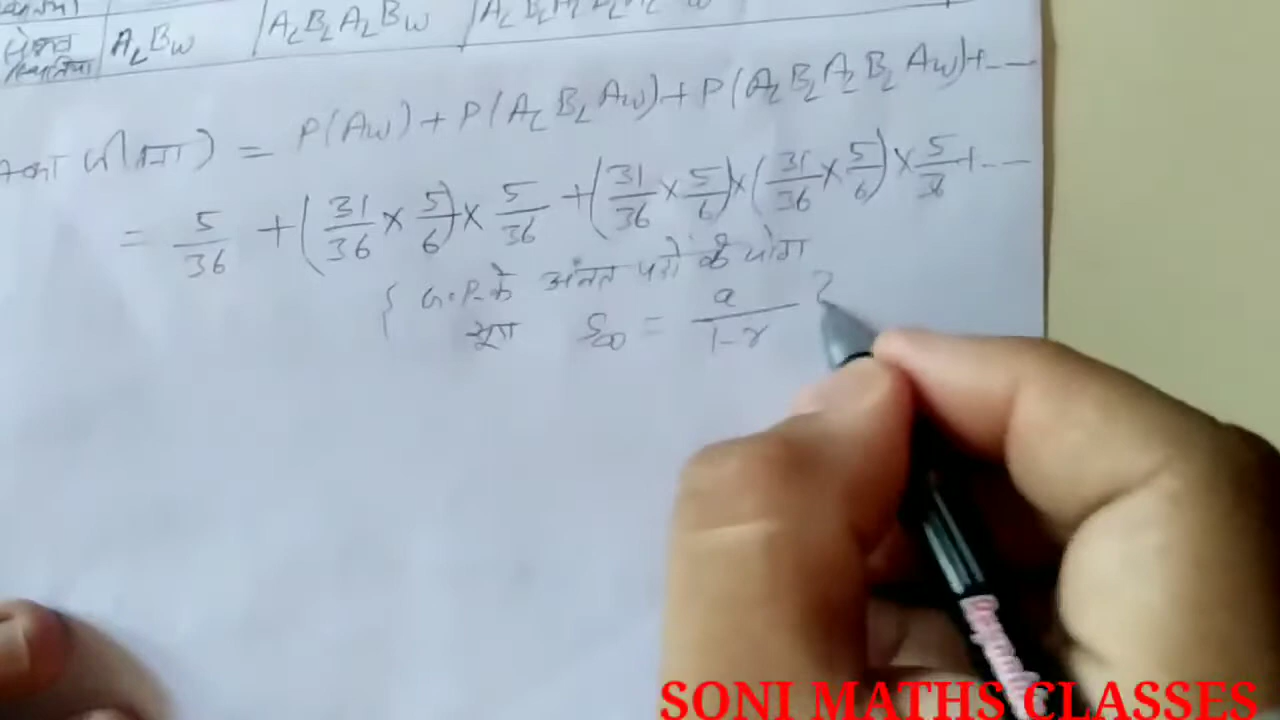 A_L B_W | A_L B_L A_L B_W
= P(A_W) + P(A_L B_L A_W) + P(A_L B_L A_L B_L A_W) + ---
= 5/36 + (31/36 × 5/6) × 5/36 + (31/36 × 5/6) × (31/36 × 5/6) × 5/36 + ---
{ G.P. के अंनत पदो के योग
सूत्र S∞ = a/(1-r) }
SONI MATHS CLASSES